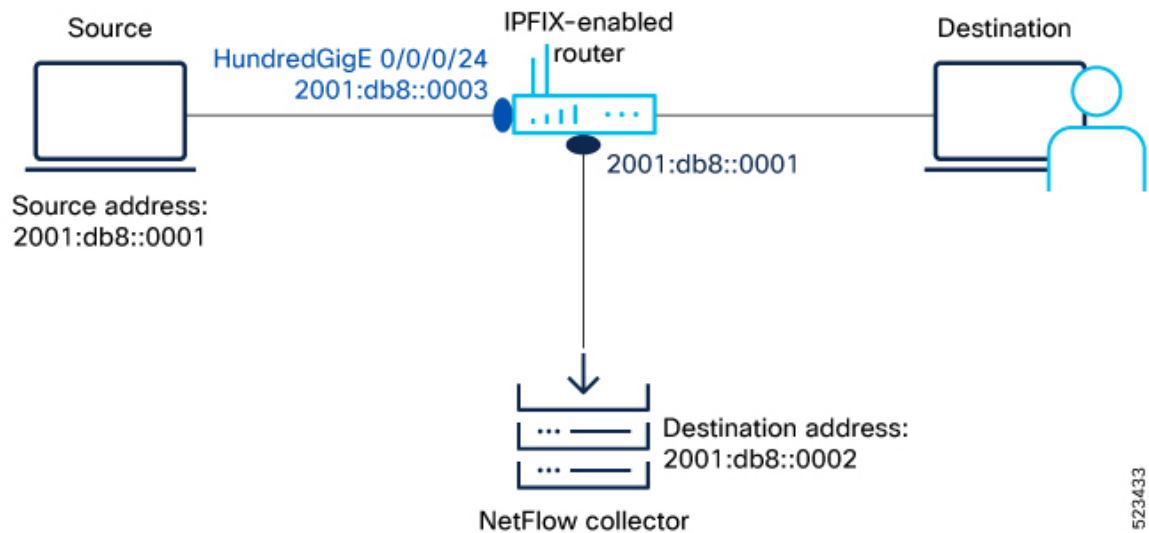 Source
IPFIX-enabled
router
Destination
HundredGigE 0/0/0/24
2001:db8::0003
2001:db8::0001
Source address:
2001:db8::0001
Destination address:
2001:db8::0002
NetFlow collector
523433